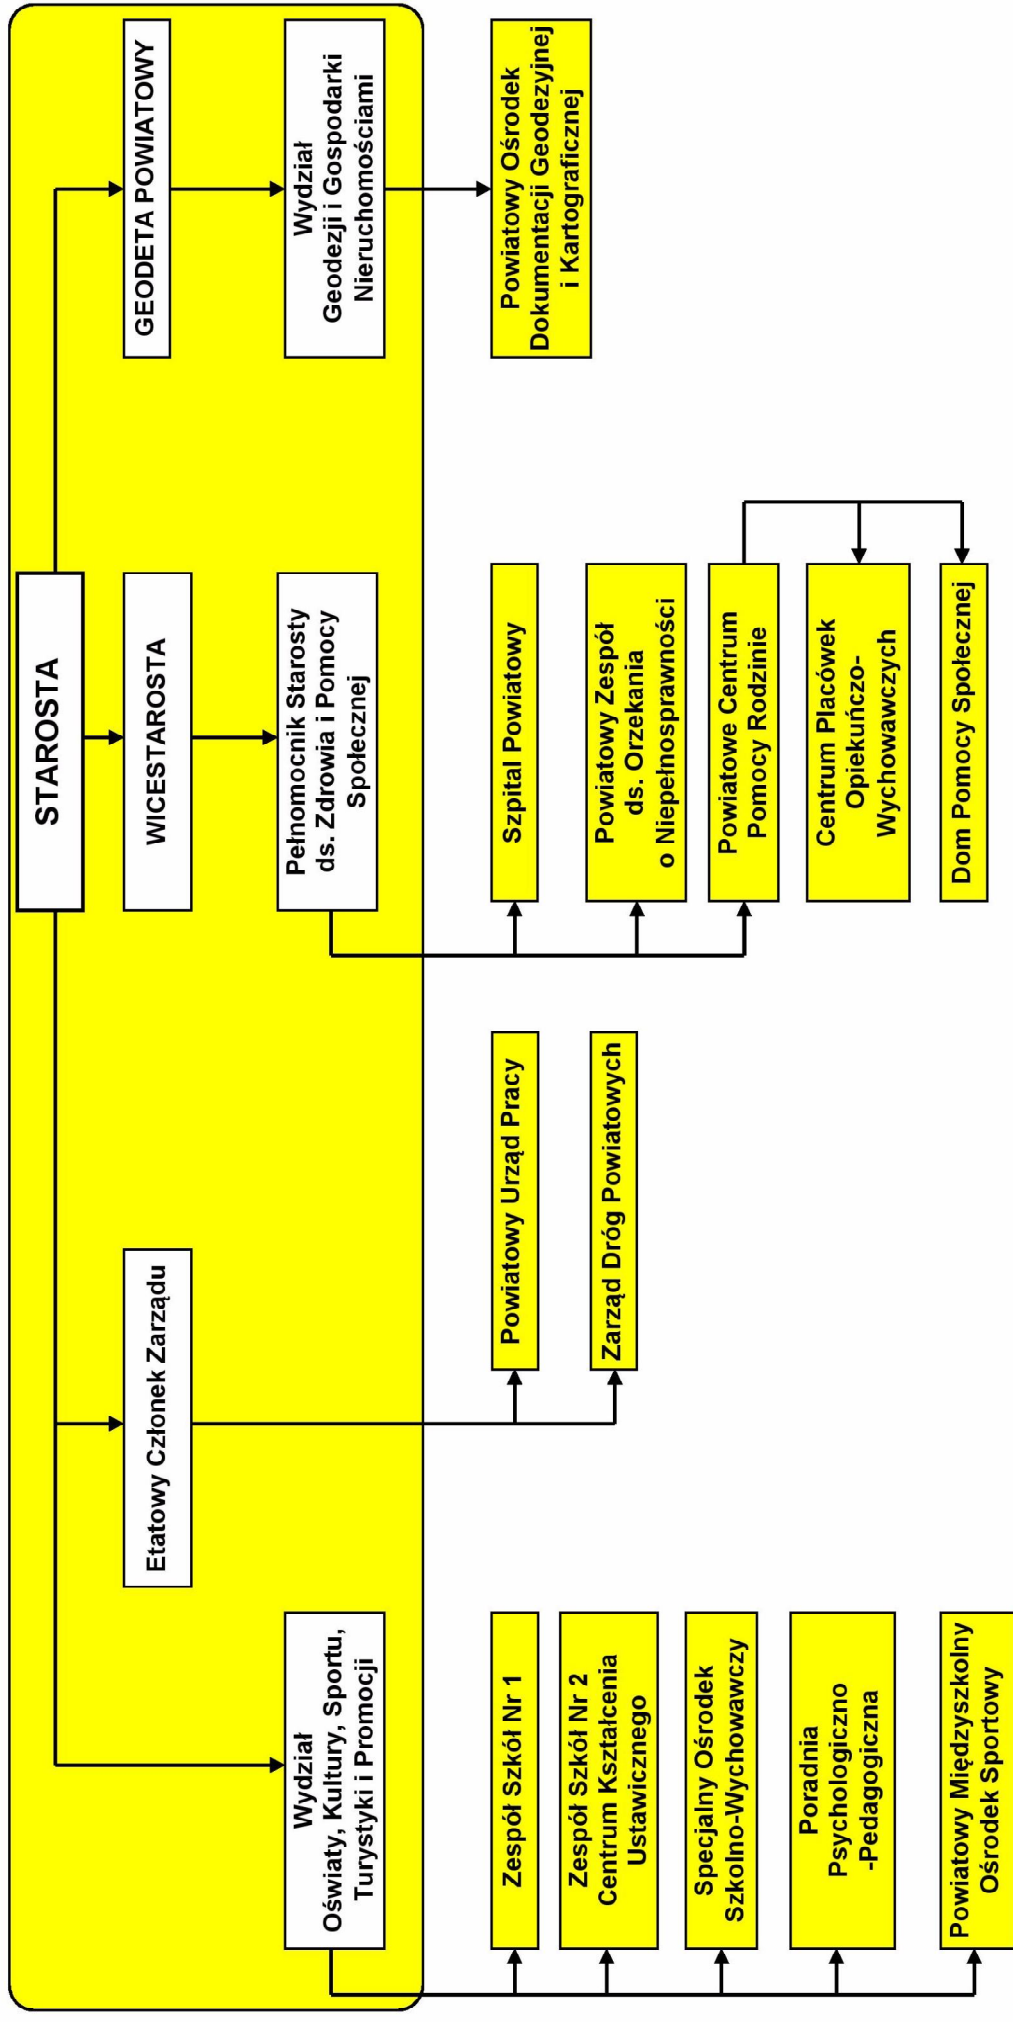 STAROSTA
Etatowy Członek Zarządu
WICESTAROSTA
GEODETA POWIATOWY
Wydział
Oświaty, Kultury, Sportu,
Turystyki i Promocji
Pełnomocnik Starosty
ds. Zdrowia i Pomocy
Społecznej
Wydział
Geodezji i Gospodarki
Nieruchomościami
Zespół Szkół Nr 1
Zespół Szkół Nr 2
Centrum Kształcenia
Ustawicznego
Specjalny Ośrodek
Szkolno-Wychowawczy
Poradnia
Psychologiczno
-Pedagogiczna
Powiatowy Międzyszkolny
Ośrodek Sportowy
Powiatowy Urząd Pracy
Zarząd Dróg Powiatowych
Szpital Powiatowy
Powiatowy Zespół
ds. Orzekania
o Niepełnosprawności
Powiatowe Centrum
Pomocy Rodzinie
Centrum Placówek
Opiekuńczo-
Wychowawczych
Dom Pomocy Społecznej
Powiatowy Ośrodek
Dokumentacji Geodezyjnej
i Kartograficznej